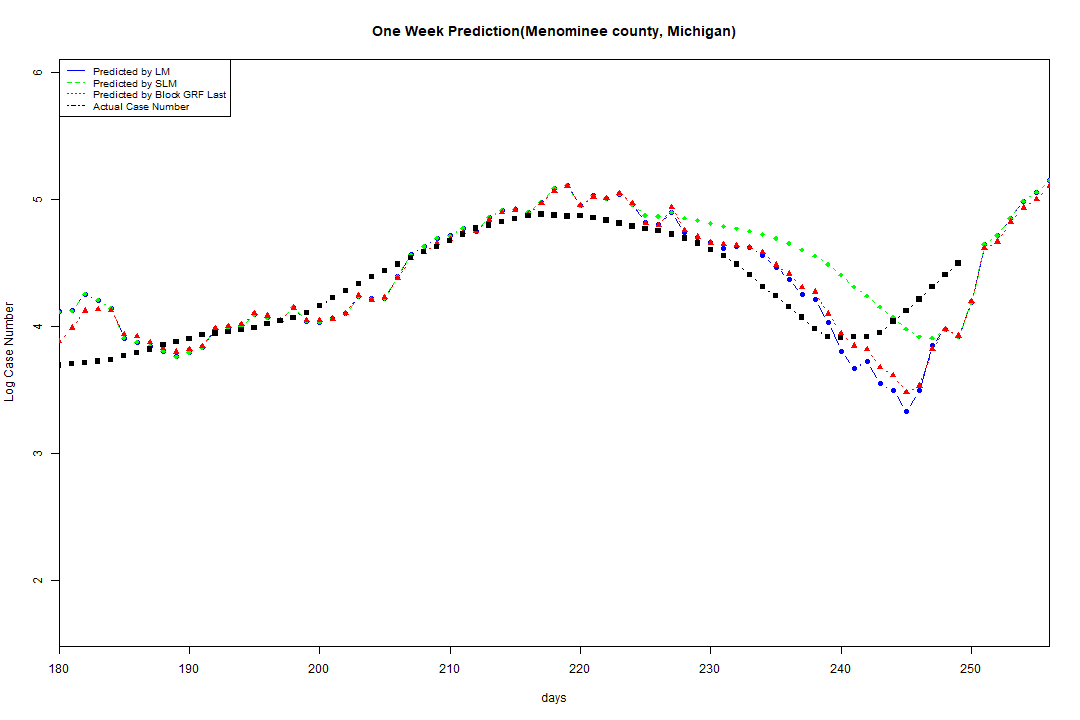 One Week Prediction(Menominee county, Michigan)
Predicted by LM
Predicted by SLM
Predicted by Block GRF Last
Actual Case Number
6
5
4
3
2
Log Case Number
180 190 200 210 220 230 240 250
days